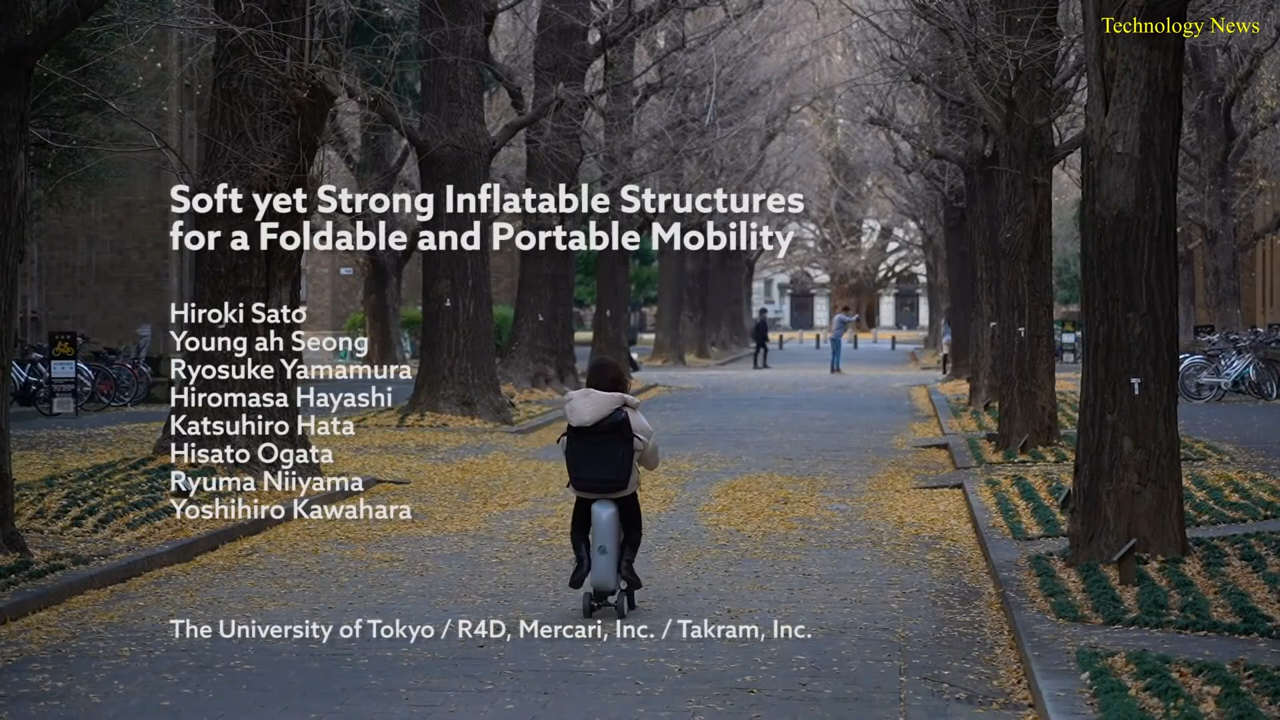 Technology News
Soft yet Strong Inflatable Structures
for a Foldable and Portable Mobility
Hiroki Sato
Young ah Seong
Ryosuke Yamamura
Hiromasa Hayashi
Katsuhiro Hata
Hisato Ogata
Ryuma Niiyama
Yoshihiro Kawahara
The University of Tokyo / R4D, Mercari, Inc. / Takram, Inc.